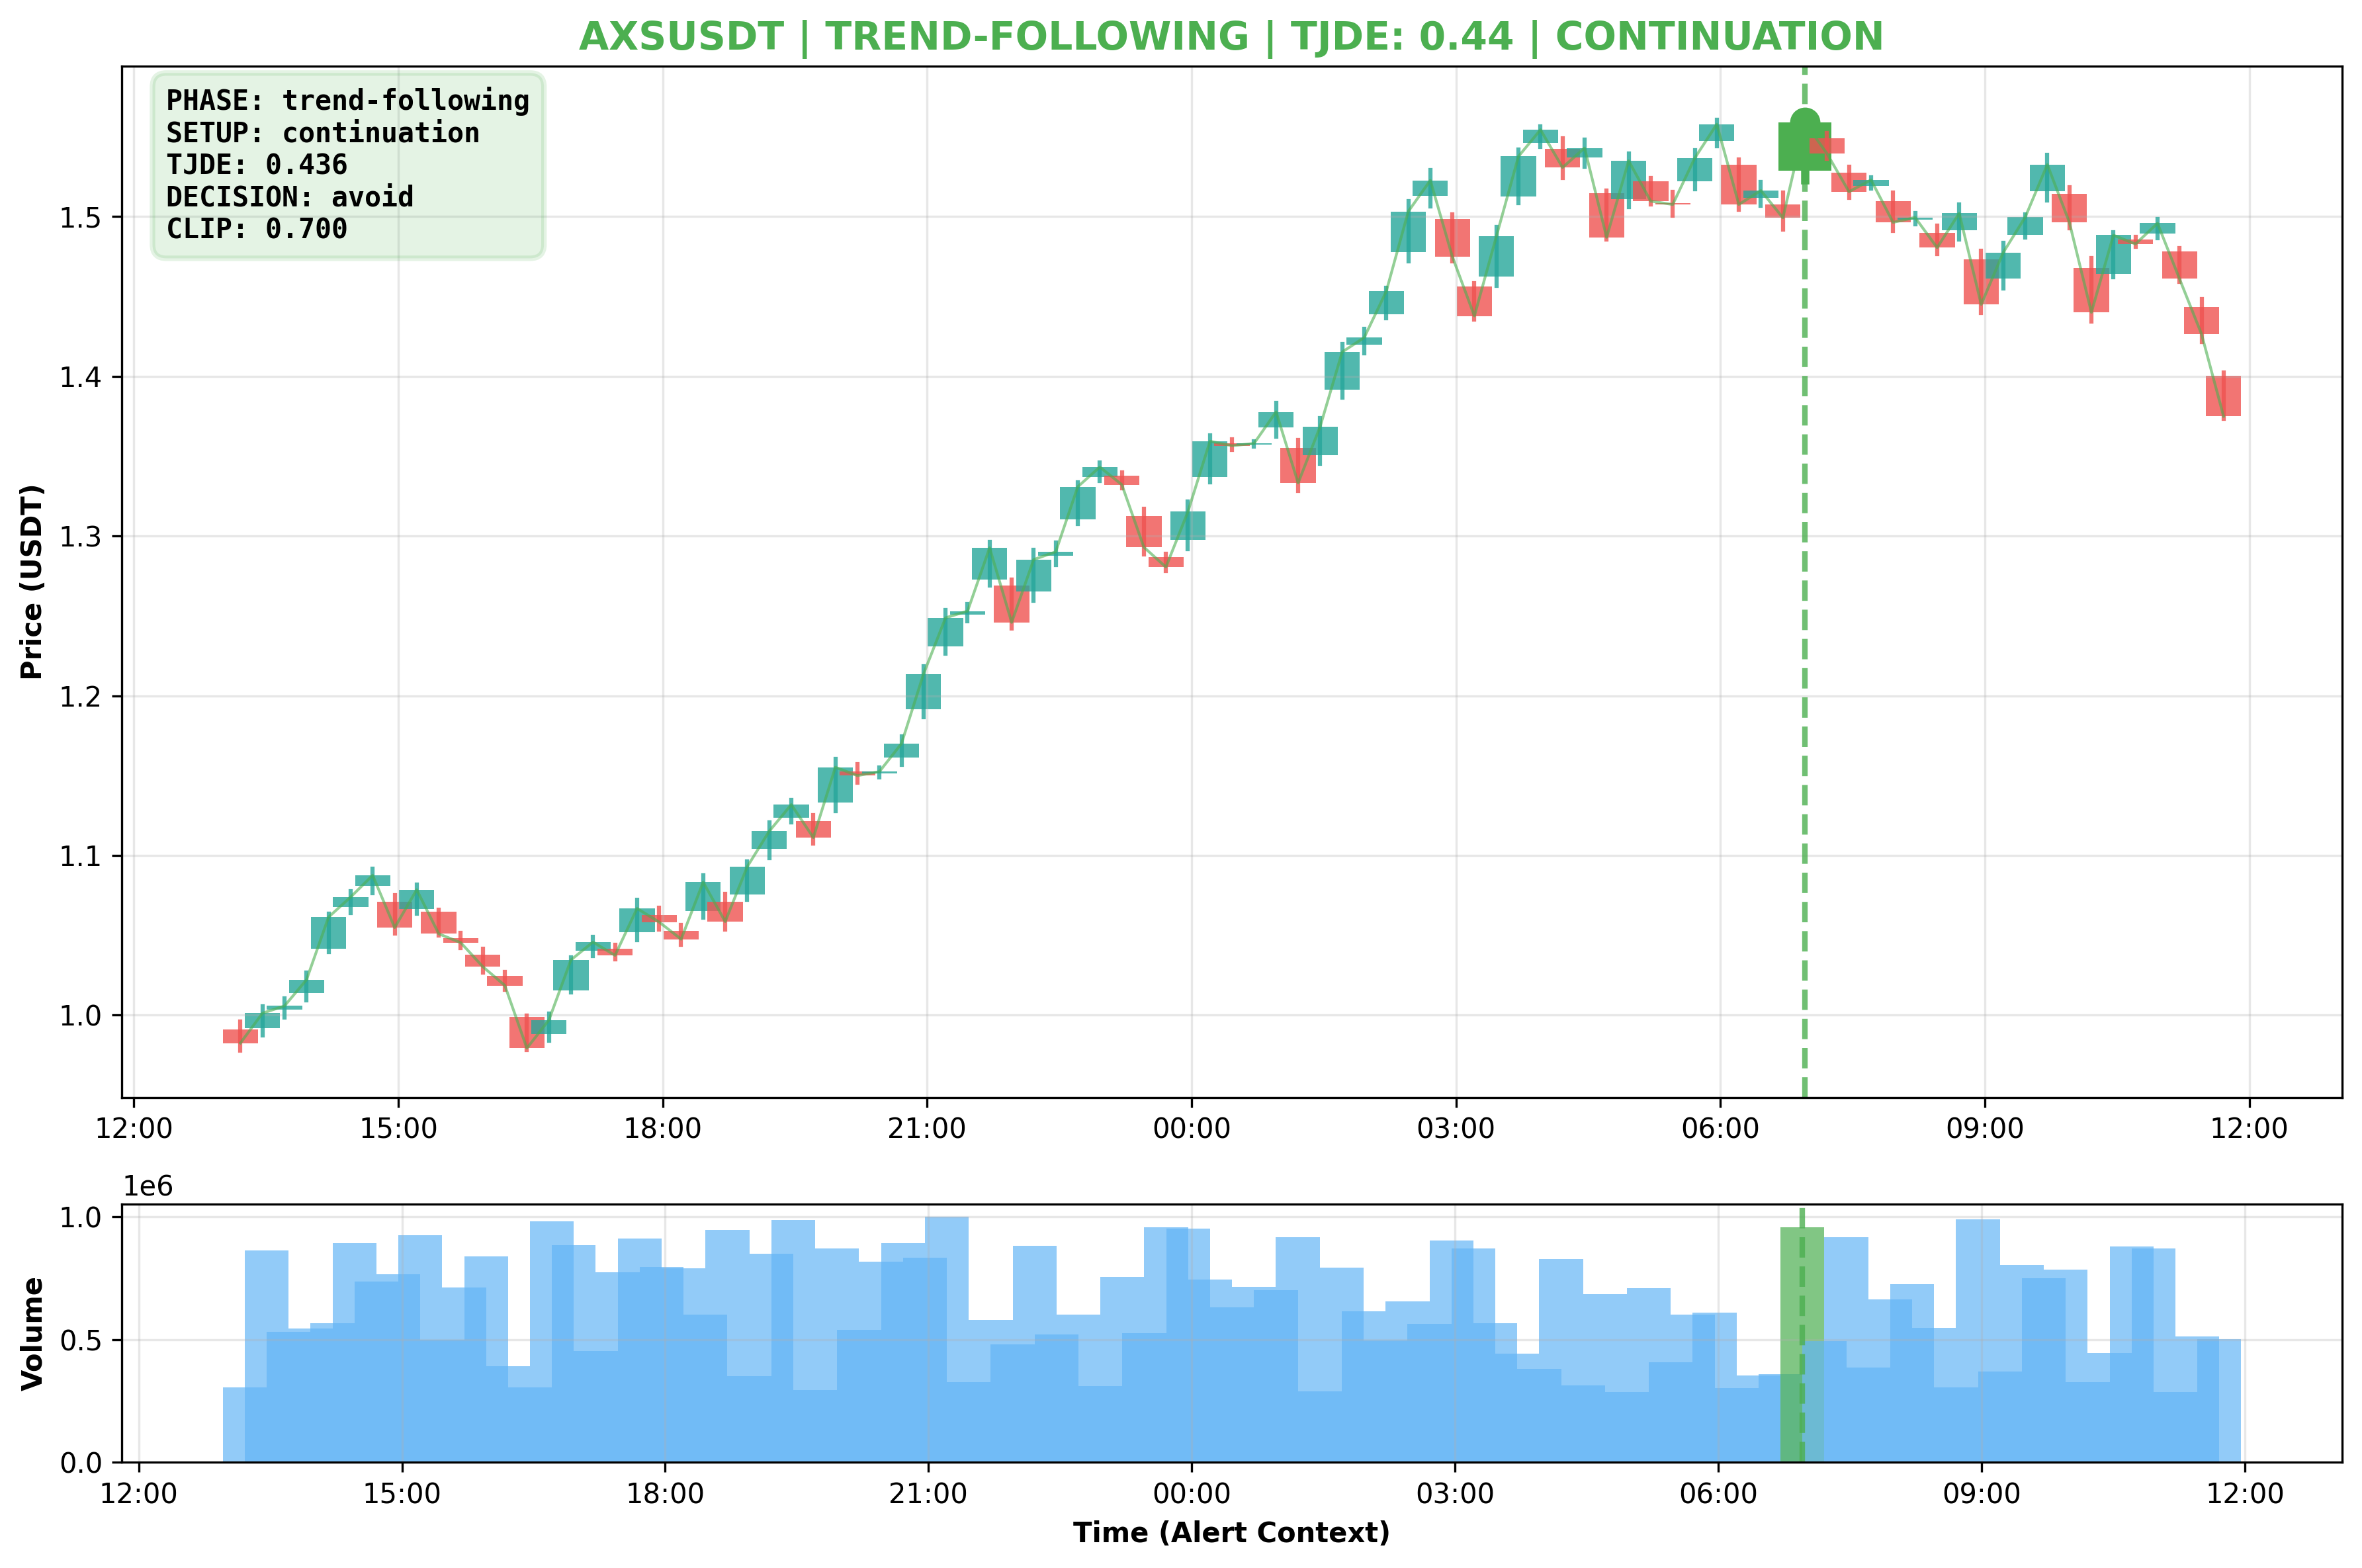 AXSUSDT | TREND-FOLLOWING | TJDE: 0.44 | CONTINUATION
PHASE: trend-following
SETUP: continuation
TJDE: 0.436
DECISION: avoid
CLIP: 0.700
Price (USDT)
1.5
1.4
1.3
1.2
1.1
1.0
12:00 15:00 18:00 21:00 00:00 03:00 06:00 09:00 12:00
1e6
Volume
1.0
0.5
0.0
12:00 15:00 18:00 21:00 00:00 03:00 06:00 09:00 12:00
Time (Alert Context)